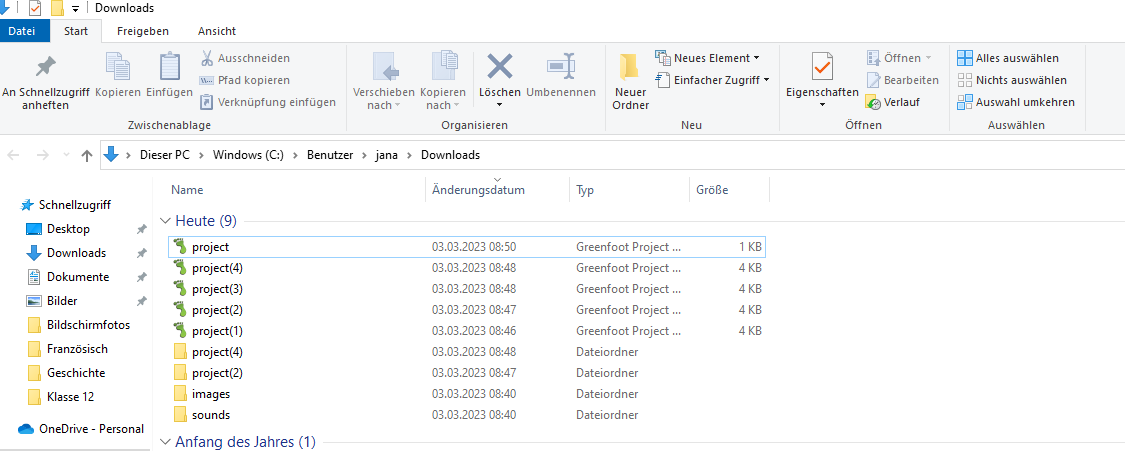 Downloads
Datei Start Freigeben Ansicht
An Schnellzugriff anheften
Kopieren
Einfügen
Ausschneiden
Pfad kopieren
Verknüpfung einfügen
Zwischenablage
Verschieben nach
Kopieren nach
Löschen
Umbenennen
Organisieren
Neuer Ordner
Neues Element
Einfacher Zugriff
Neu
Eigenschaften
Öffnen
Bearbeiten
Verlauf
Öffnen
Alles auswählen
Nichts auswählen
Auswahl umkehren
Auswählen
Dieser PC > Windows (C:) > Benutzer > jana > Downloads
Schnellzugriff
Desktop
Downloads
Dokumente
Bilder
Bildschirmfotos
Französisch
Geschichte
Klasse 12
OneDrive - Personal
Name Änderungsdatum Typ Größe
Heute (9)
project 03.03.2023 08:50 Greenfoot Project ... 1 KB
project(4) 03.03.2023 08:48 Greenfoot Project ... 4 KB
project(3) 03.03.2023 08:48 Greenfoot Project ... 4 KB
project(2) 03.03.2023 08:47 Greenfoot Project ... 4 KB
project(1) 03.03.2023 08:46 Greenfoot Project ... 4 KB
project(4) 03.03.2023 08:48 Dateiordner
project(2) 03.03.2023 08:47 Dateiordner
images 03.03.2023 08:40 Dateiordner
sounds 03.03.2023 08:40 Dateiordner
Anfang des Jahres (1)